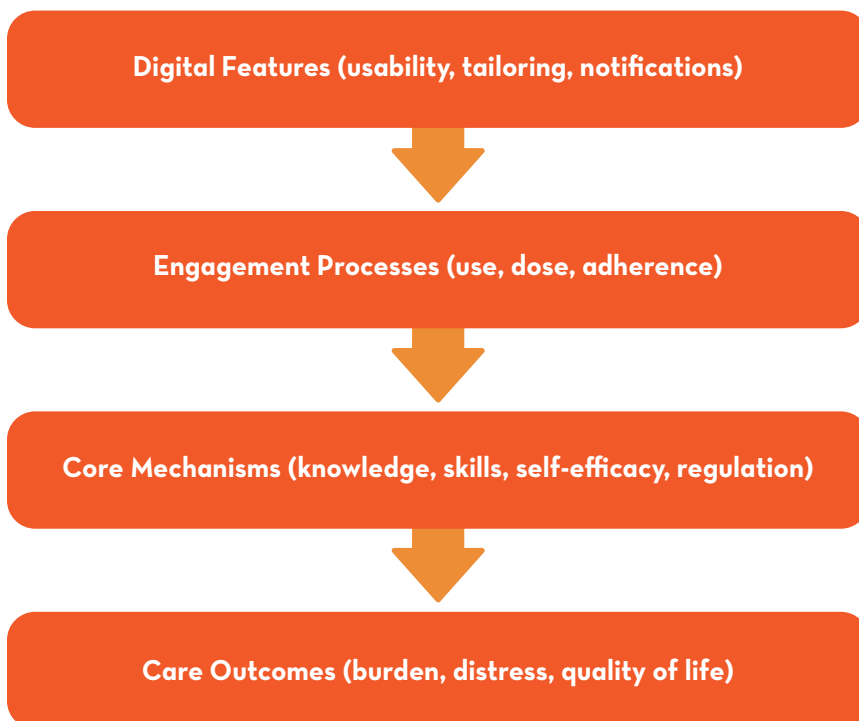 Digital Features (usability, tailoring, notifications)
Engagement Processes (use, dose, adherence)
Core Mechanisms (knowledge, skills, self-efficacy, regulation)
Care Outcomes (burden, distress, quality of life)